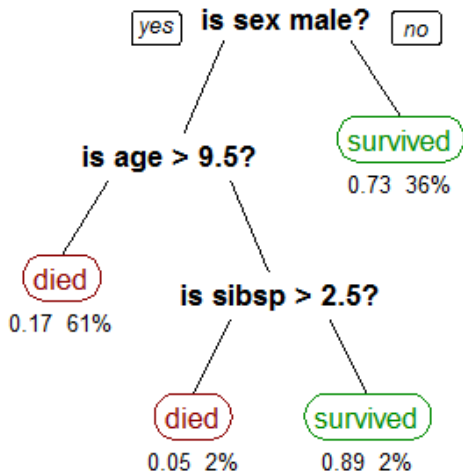 yes is sex male? no
is age > 9.5?
survived
0.73 36%
died
0.17 61%
is sibsp > 2.5?
died survived
0.05 2% 0.89 2%